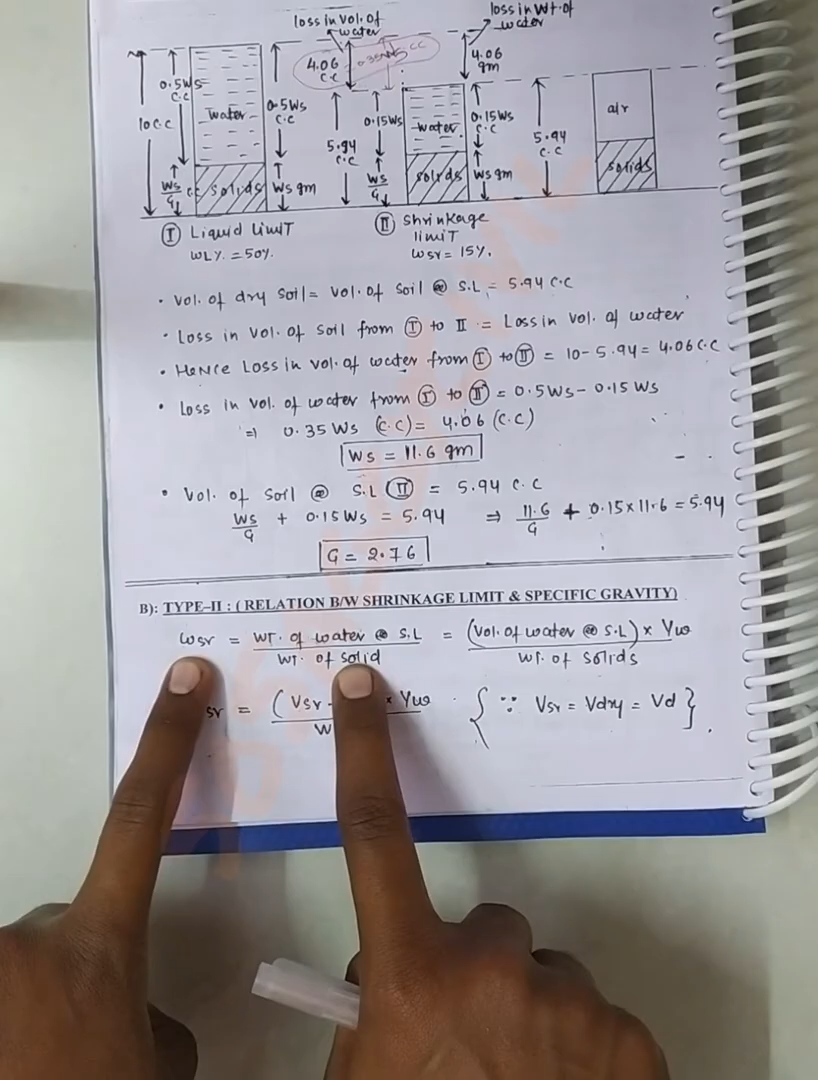 loss in vol. of water
loss in wt. of water
4.06 c.c
4.06 gm
0.5Ws c.c
10 c.c
water
0.5Ws c.c
5.94 c.c
0.15Ws
water
0.15Ws c.c
5.94 c.c
air
Ws/G c.c
solids
Ws gm
Ws/G
solids
Ws gm
solids
Ⓘ Liquid limiT
WL% = 50%.
Ⓘ Ⓘ Shrinkage limiT
Wsr = 15%.
• Vol. of dry soil = vol. of soil @ S.L = 5.94 c.c
• Loss in vol. of soil from Ⓘ to II = Loss in vol. of water
• Hence Loss in vol. of water from Ⓘ to Ⅱ = 10 - 5.94 = 4.06 c.c
• Loss in vol. of water from Ⓘ to Ⅱ = 0.5Ws - 0.15 Ws
⇒ 0.35 Ws (c.c) = 4.06 (c.c)
Ws = 11.6 gm
• Vol. of soil @ S.L Ⅱ = 5.94 c.c
Ws/G + 0.15 Ws = 5.94 ⇒ 11.6/G + 0.15 x 11.6 = 5.94
G = 2.76
B): TYPE-II : ( RELATION B/W SHRINKAGE LIMIT & SPECIFIC GRAVITY)
wsr = wT. of water @ S.L / wT. of solid = (Vol. of water @ S.L) x γw / wT. of solids
sr = (Vsr - x γw / W { ∵ Vsr = Vdry = Vd }.